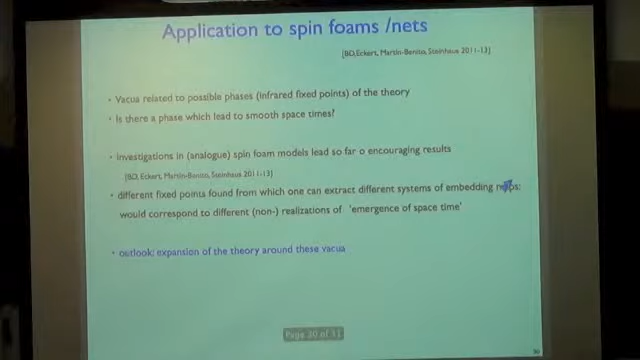 Application to spin foams /nets
[BD, Eckert, Martin-Benito, Steinhaus 2011-13]
• Vacua related to possible phases (infrared fixed points) of the theory
• Is there a phase which lead to smooth space times?
• investigations in (analogue) spin foam models lead so far o encouraging results
[BD, Eckert, Martin-Benito, Steinhaus 2011-13]
• different fixed points found from which one can extract different systems of embedding maps:
would correspond to different (non-) realizations of 'emergence of space time'
• outlook: expansion of the theory around these vacua
Page 30 of 31